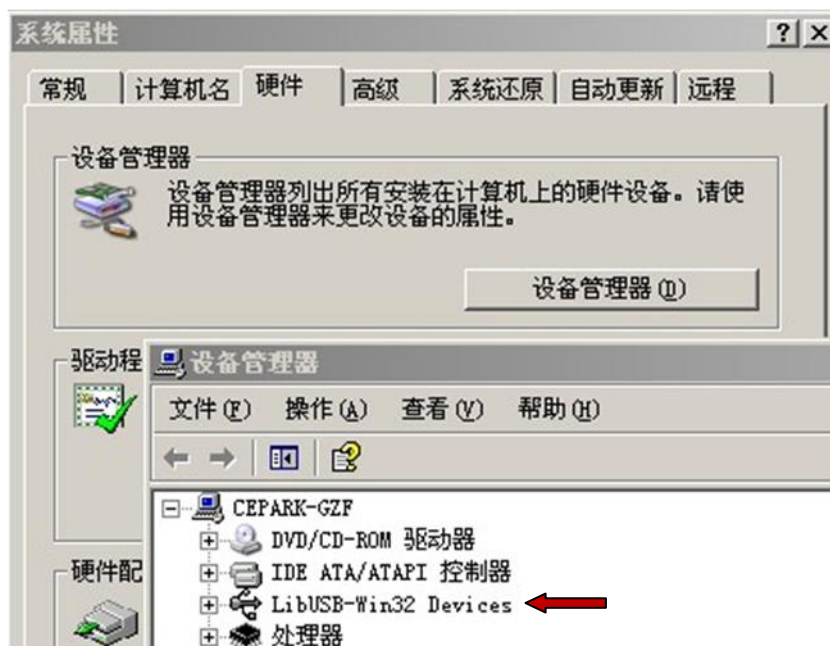 系统属性
常规 计算机名 硬件 高级 系统还原 自动更新 远程
设备管理器
设备管理器列出所有安装在计算机上的硬件设备。请使
用设备管理器来更改设备的属性。
设备管理器(D)
驱动程
设备管理器
文件(F) 操作(A) 查看(V) 帮助(H)
CEPARK-GZF
DVD/CD-ROM 驱动器
IDE ATA/ATAPI 控制器
硬件配
LibUSB-Win32 Devices
处理器